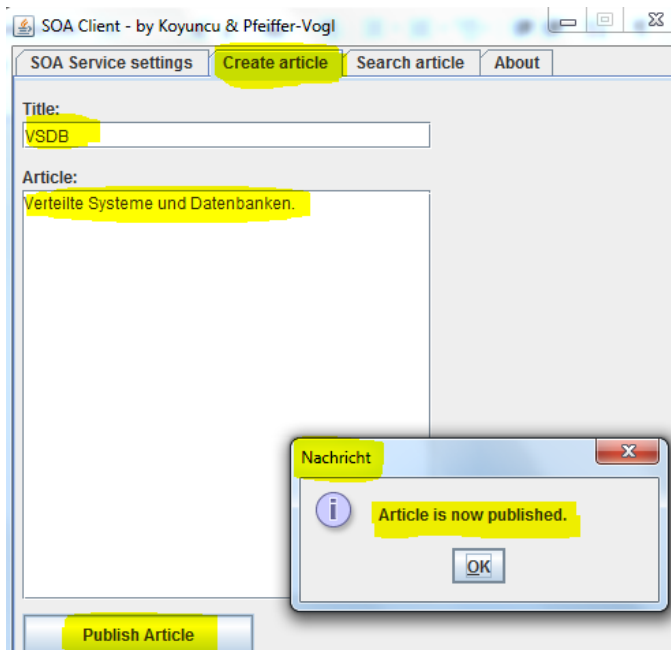 SOA Client - by Koyuncu & Pfeiffer-Vogl
SOA Service settings Create article Search article About
Title:
VSDB
Article:
Verteilte Systeme und Datenbanken.
Nachricht
Article is now published.
OK
Publish Article